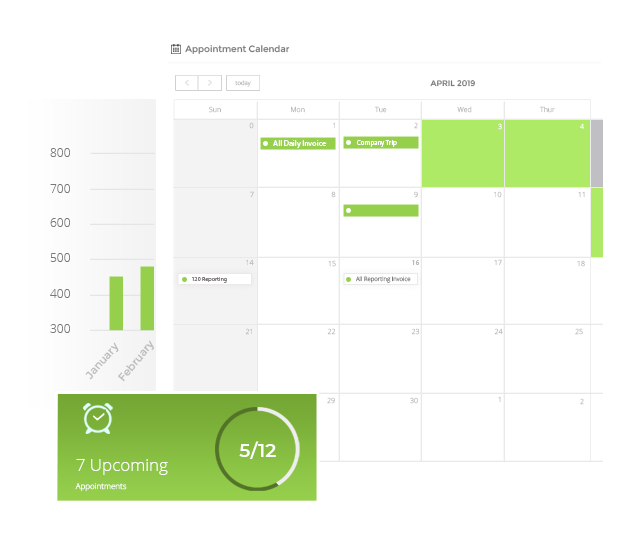 Appointment Calendar
today
APRIL 2019
Sun Mon Tue Wed Thur
0 1 2 3 4
All Daily Invoice Company Trip
7 8 9 10 11
14 15 16 17 18
120 Reporting All Reporting Invoice
21 22 23 24 25
29 30 1 2
800
700
600
500
400
300
January
February
7 Upcoming
Appointments
5/12